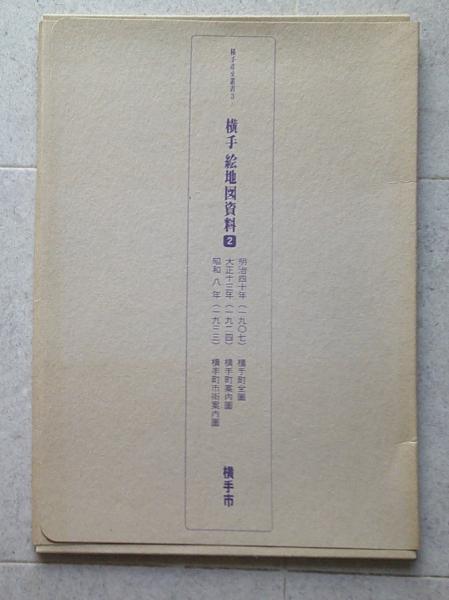 横手市史叢書3
横手絵地図資料2
明治四十年(一九〇七) 横手町全圖
大正十三年(一九二四) 横手町案内圖
昭和八年(一九三三) 横手町市街案内圖
横手市